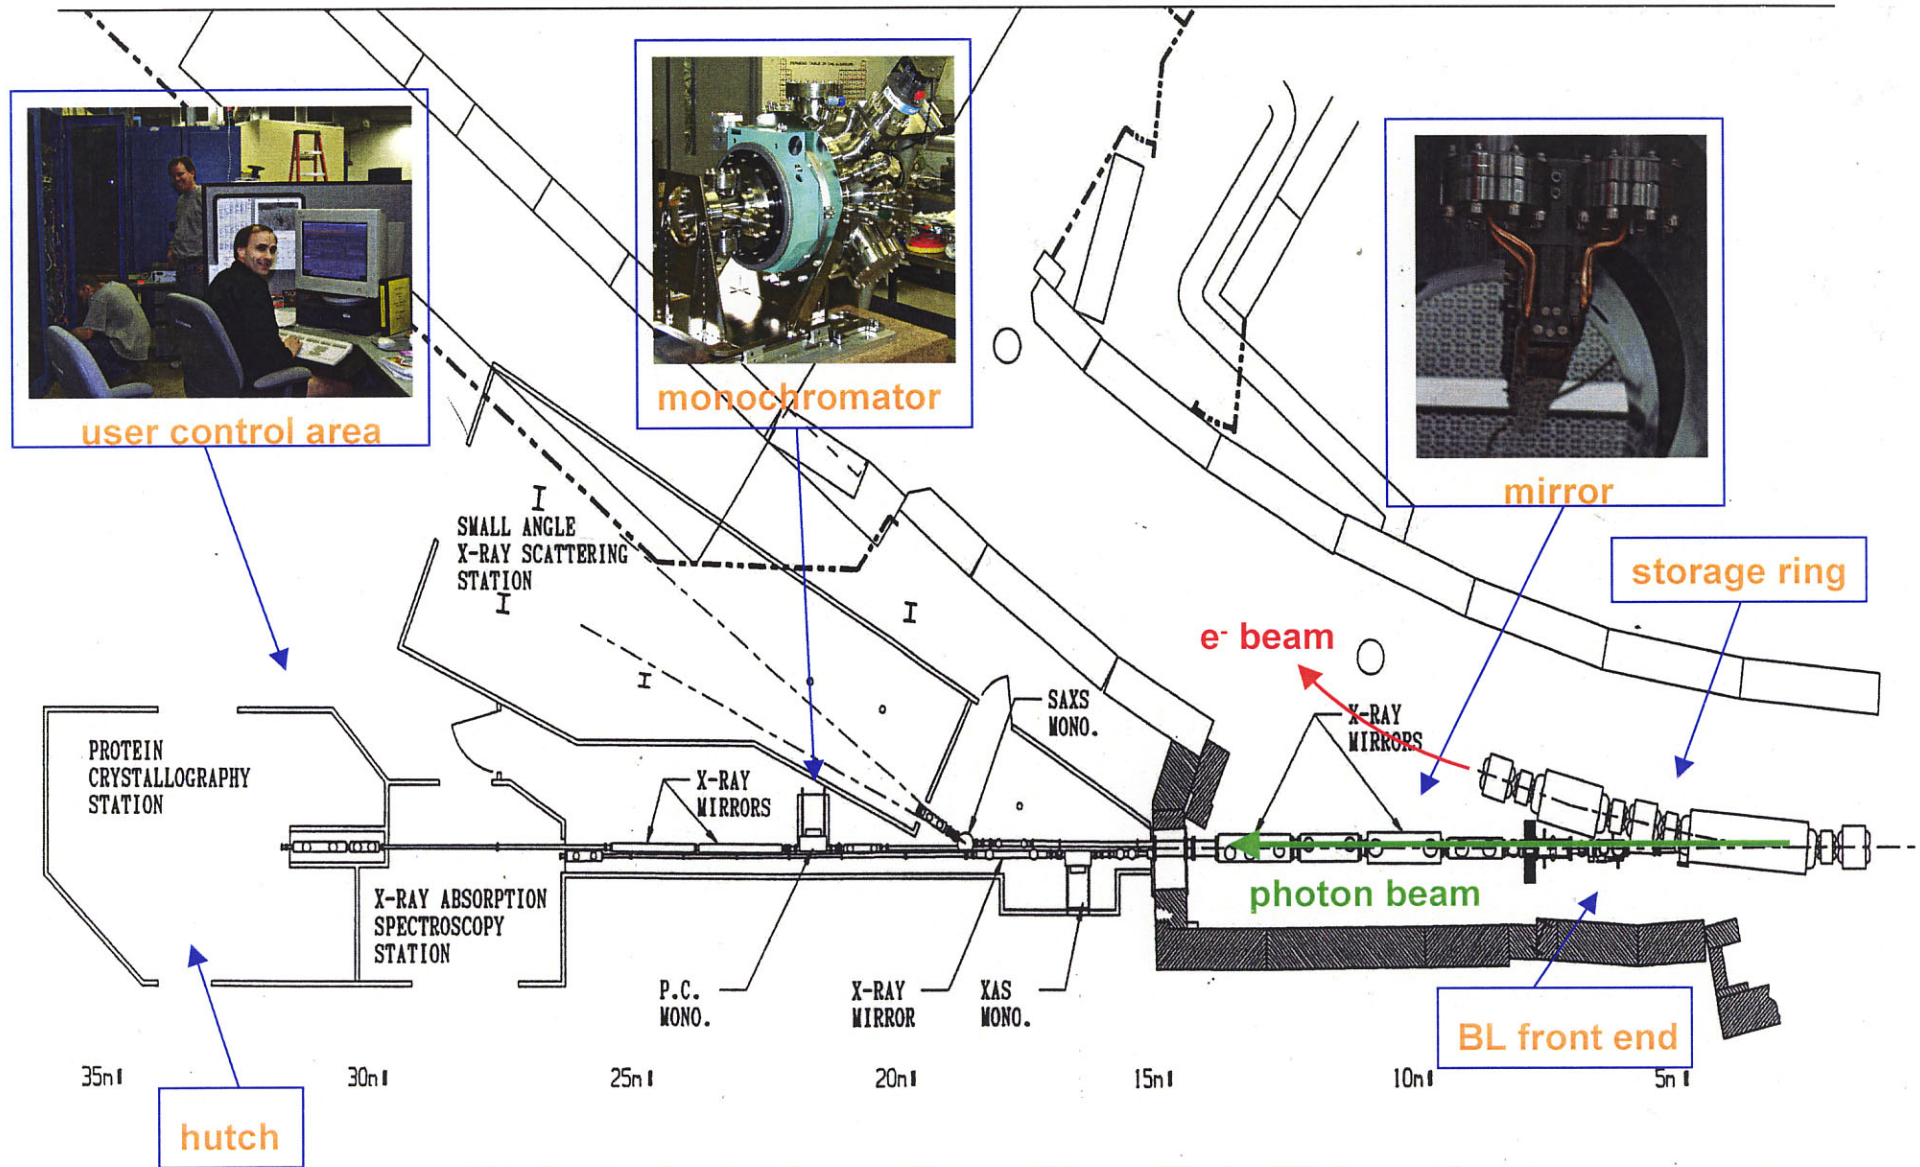 monochromator
user control area
mirror
SMALL ANGLE
X-RAY SCATTERING
STATION
storage ring
e- beam
SAXS
MONO.
X-RAY
MIRRORS
PROTEIN
CRYSTALLOGRAPHY
STATION
X-RAY
MIRRORS
photon beam
X-RAY ABSORPTION
SPECTROSCOPY
STATION
P.C.
MONO.
X-RAY
MIRROR
XAS
MONO.
BL front end
35m
30m
25m
20m
15m
10m
5m
hutch